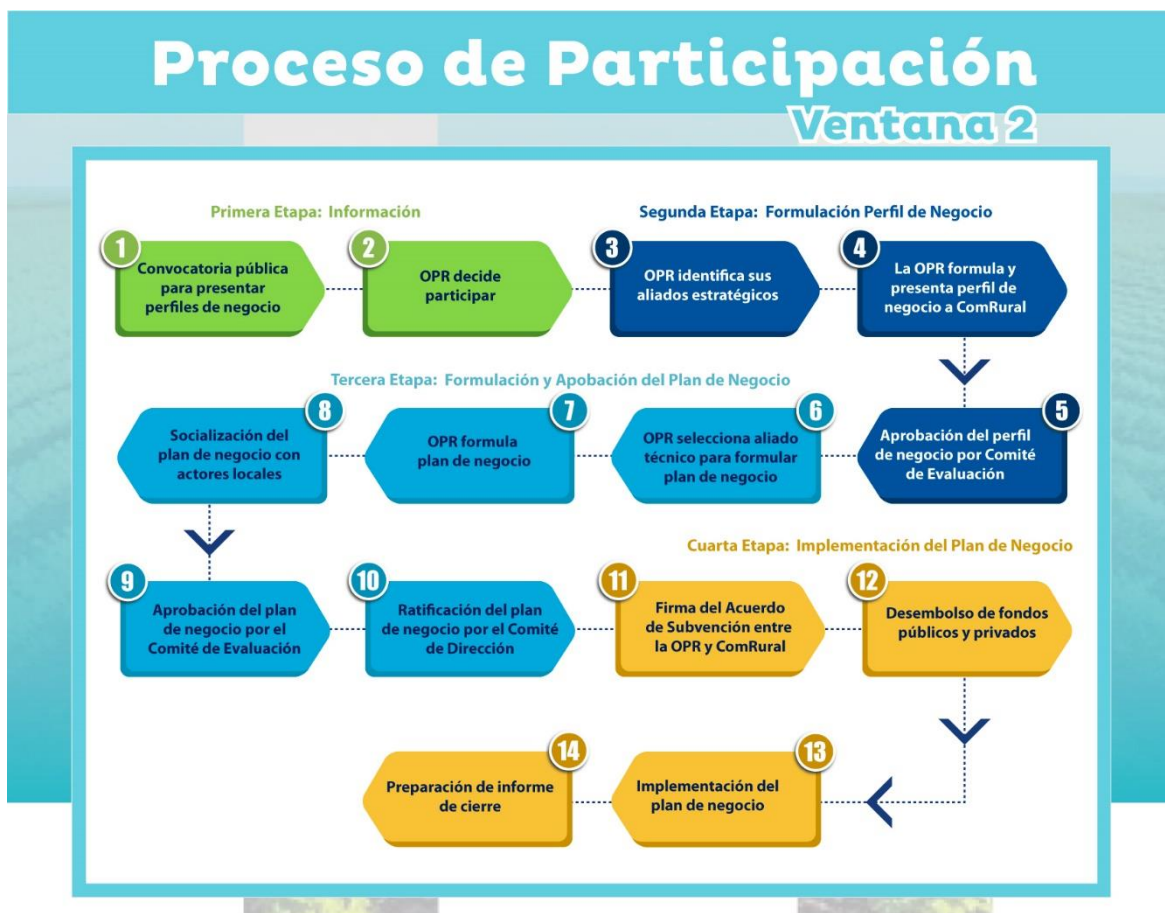 Proceso de Participación
Ventana 2
Primera Etapa: Información
1
Convocatoria pública
para presentar
perfiles de negocio
2
OPR decide
participar
Segunda Etapa: Formulación Perfil de Negocio
3
OPR identifica sus
aliados estratégicos
4
La OPR formula y
presenta perfil de
negocio a ComRural
5
Aprobación del perfil
de negocio por Comité
de Evaluación
Tercera Etapa: Formulación y Apobación del Plan de Negocio
6
OPR selecciona aliado
técnico para formular
plan de negocio
7
OPR formula
plan de negocio
8
Socialización del
plan de negocio con
actores locales
9
Aprobación del plan
de negocio por el
Comité de Evaluación
10
Ratificación del plan
de negocio por el Comité
de Dirección
Cuarta Etapa: Implementación del Plan de Negocio
11
Firma del Acuerdo
de Subvención entre
la OPR y ComRural
12
Desembolso de fondos
públicos y privados
13
Implementación del
plan de negocio
14
Preparación de informe
de cierre